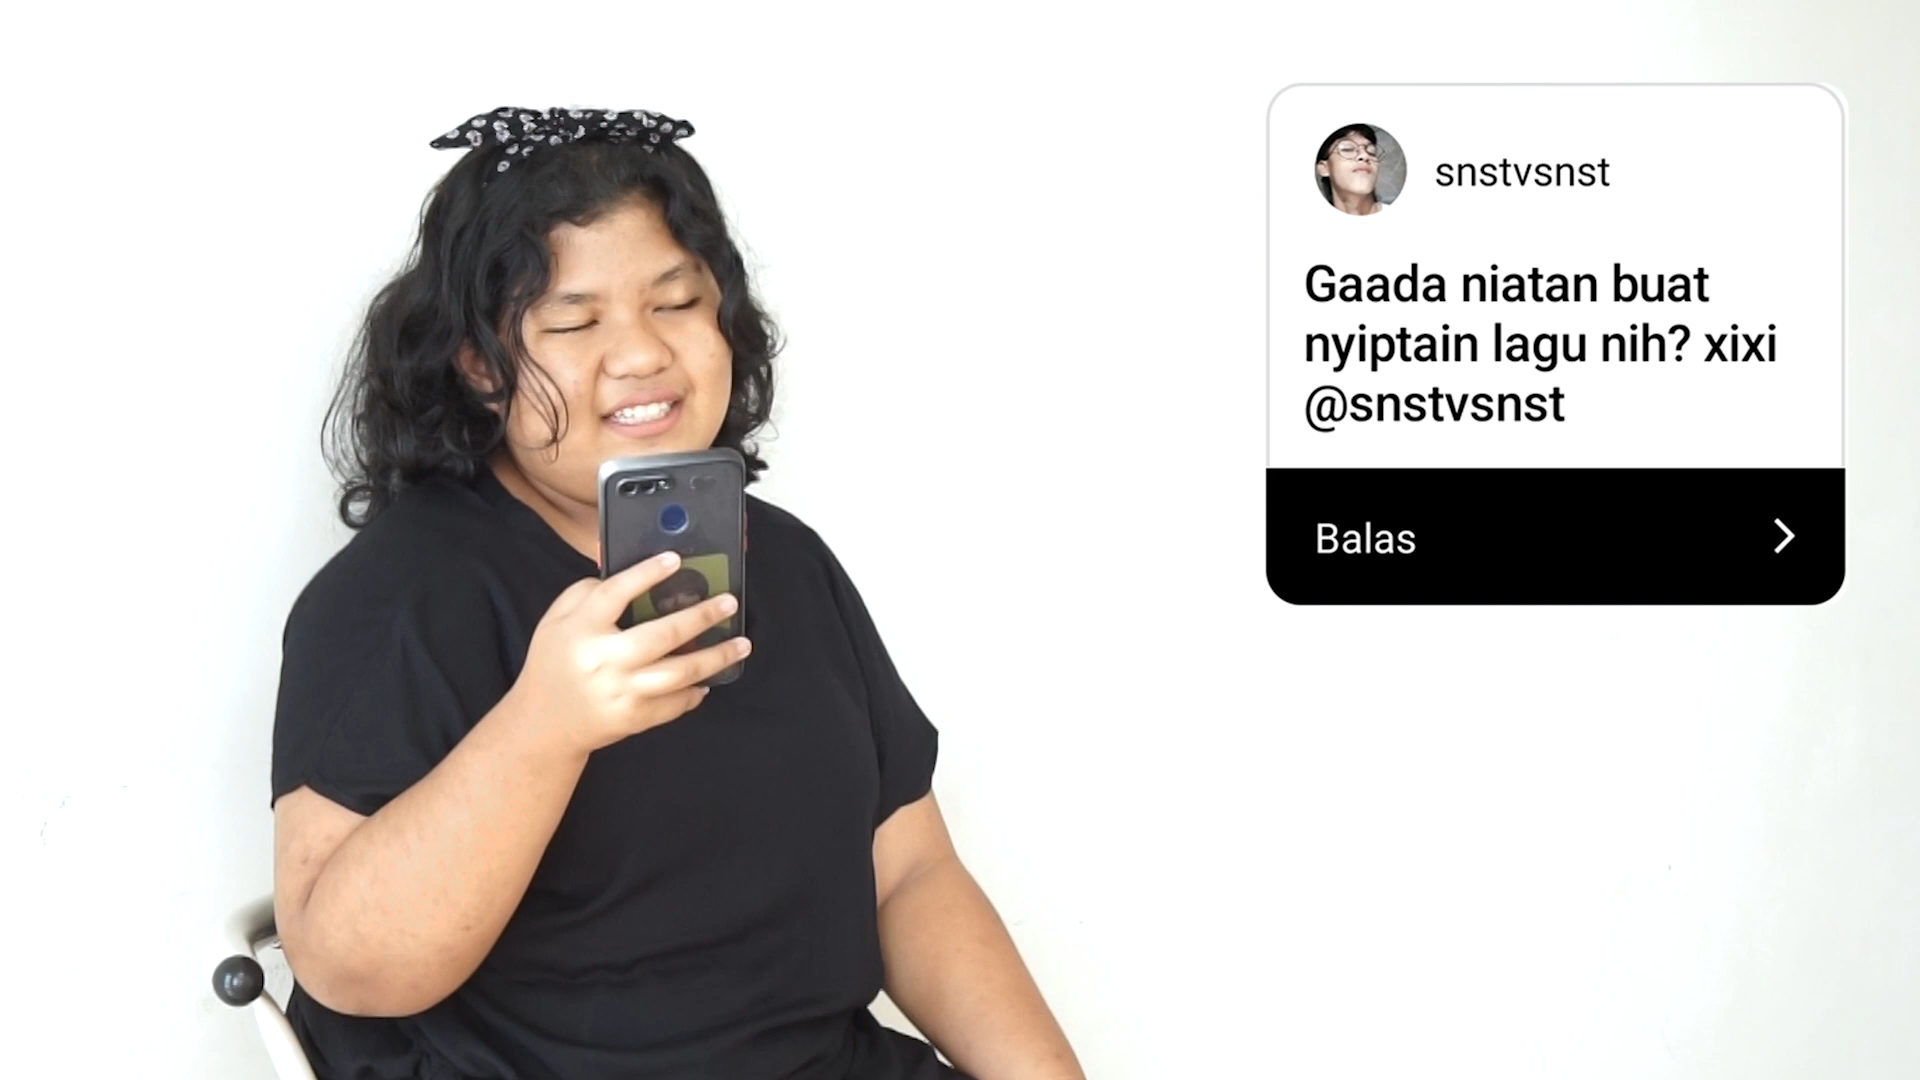 snstvsnst
Gaada niatan buat
nyiptain lagu nih? xixi
@snstvsnst
Balas